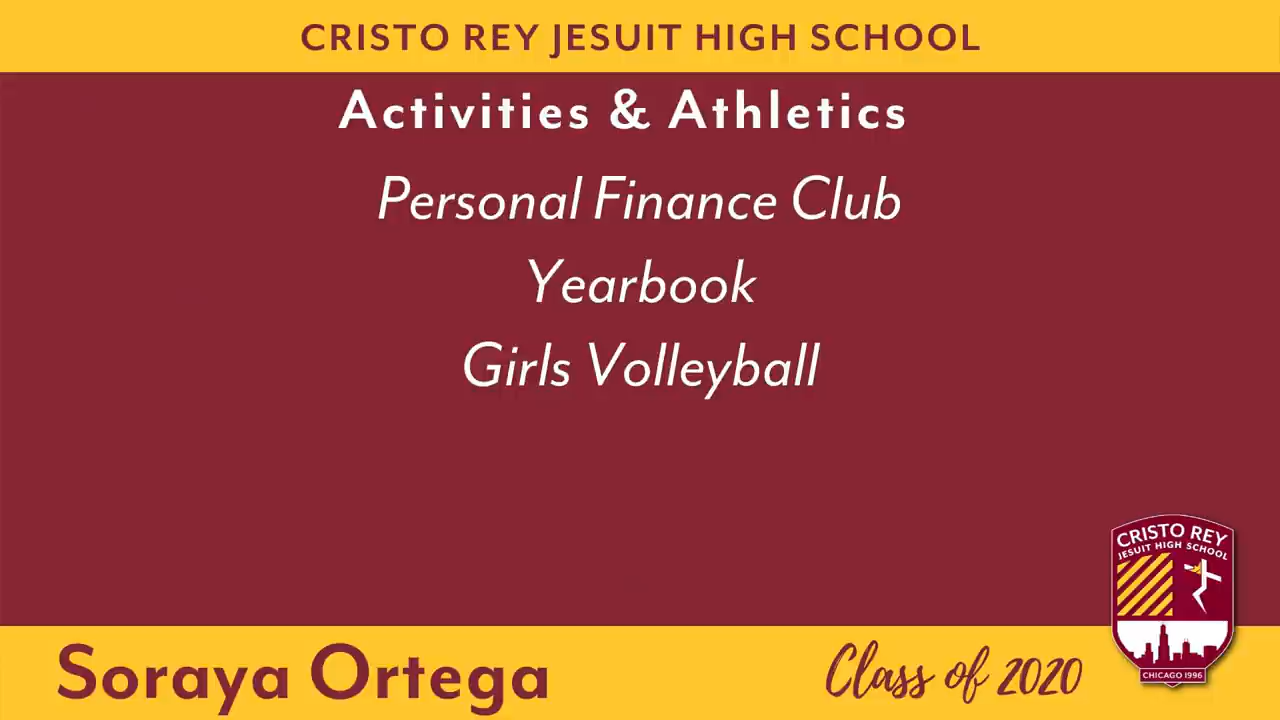 CRISTO REY JESUIT HIGH SCHOOL
Activities & Athletics
Personal Finance Club
Yearbook
Girls Volleyball
CRISTO REY
JESUIT HIGH SCHOOL
CHICAGO 1996
Soraya Ortega
Class of 2020